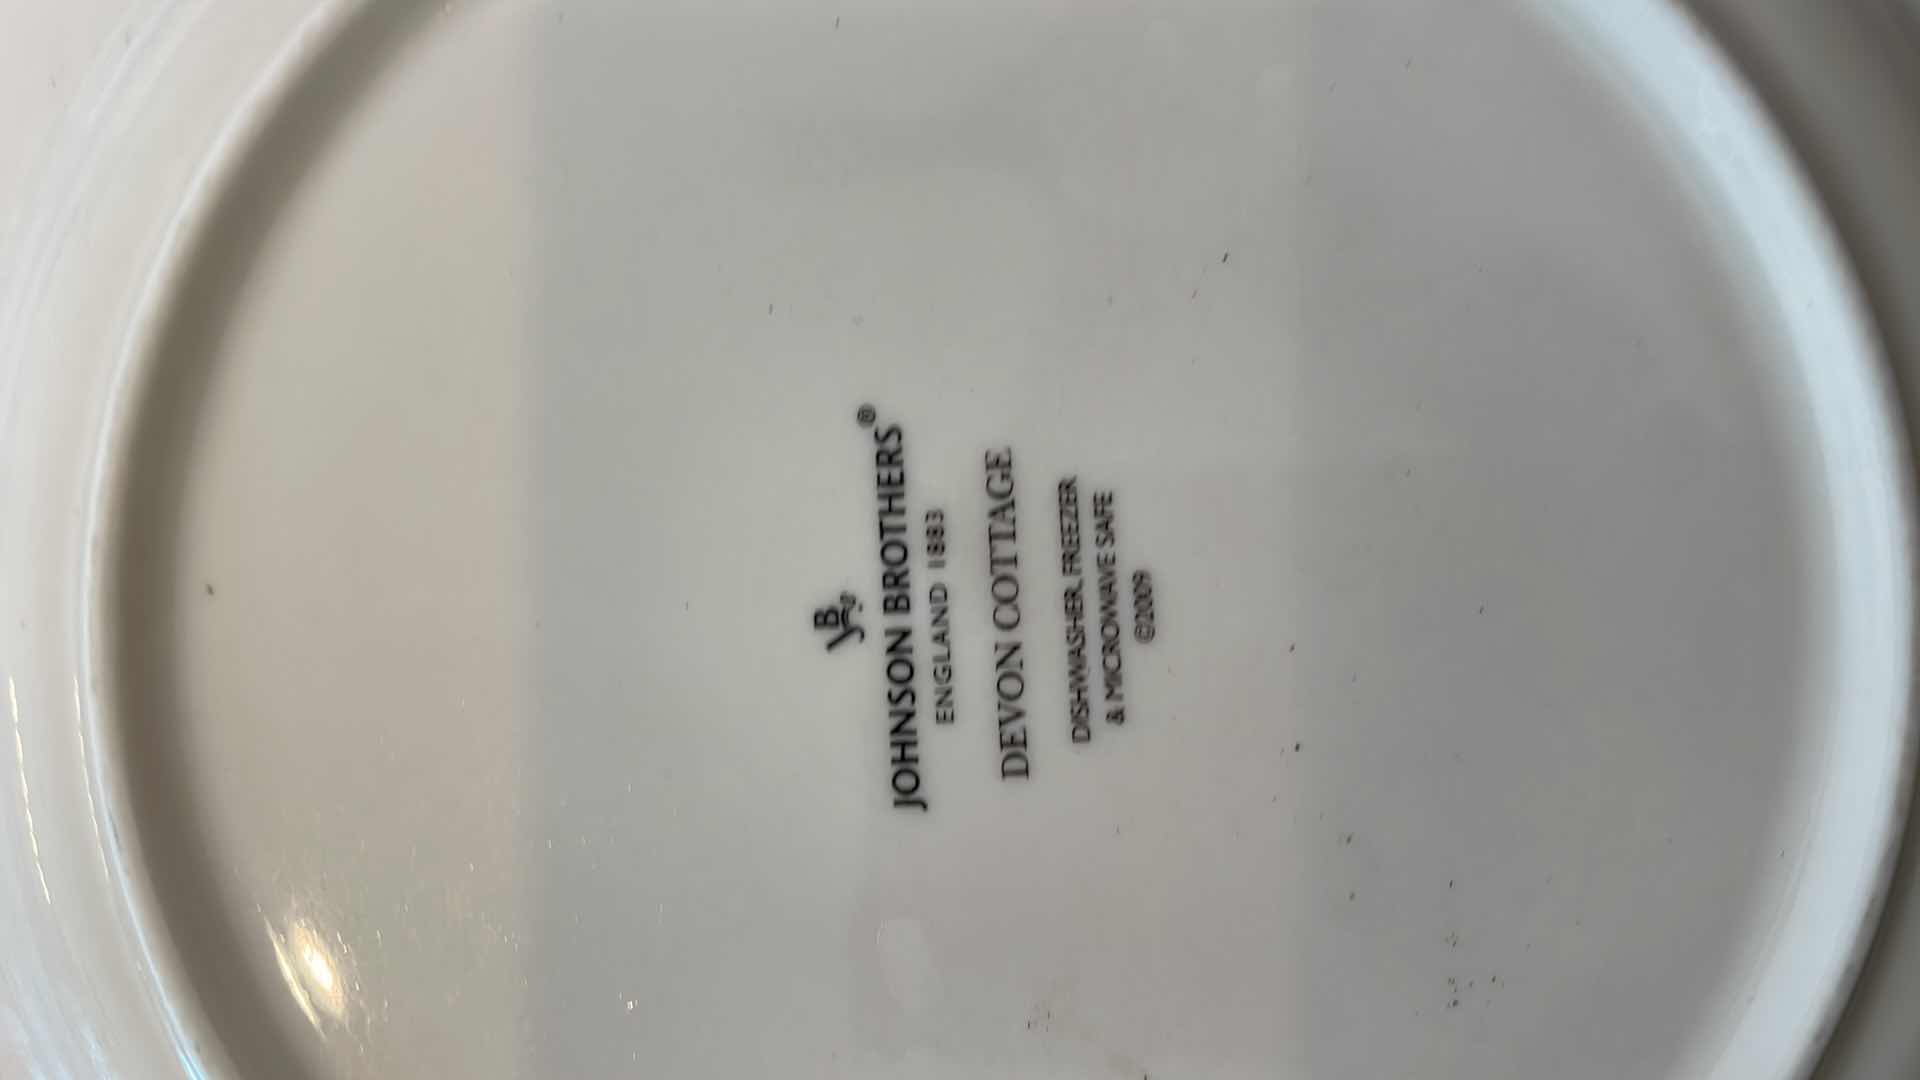 JB
JOHNSON BROTHERS®
ENGLAND 1883
DEVON COTTAGE
DISHWASHER, FREEZER
& MICROWAVE SAFE
©2009